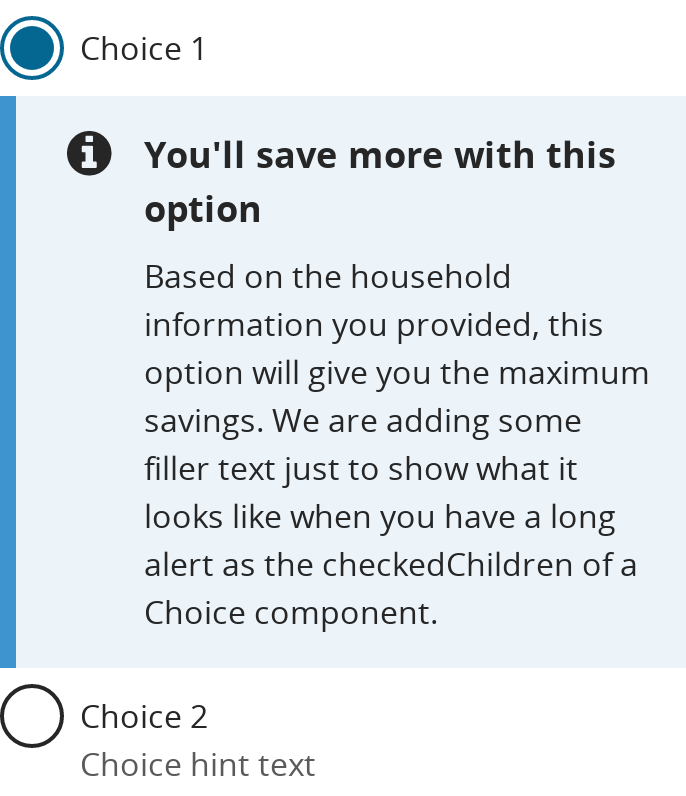 Choice 1
You'll save more with this
option
Based on the household
information you provided, this
option will give you the maximum
savings. We are adding some
filler text just to show what it
looks like when you have a long
alert as the checkedChildren of a
Choice component.
Choice 2
Choice hint text